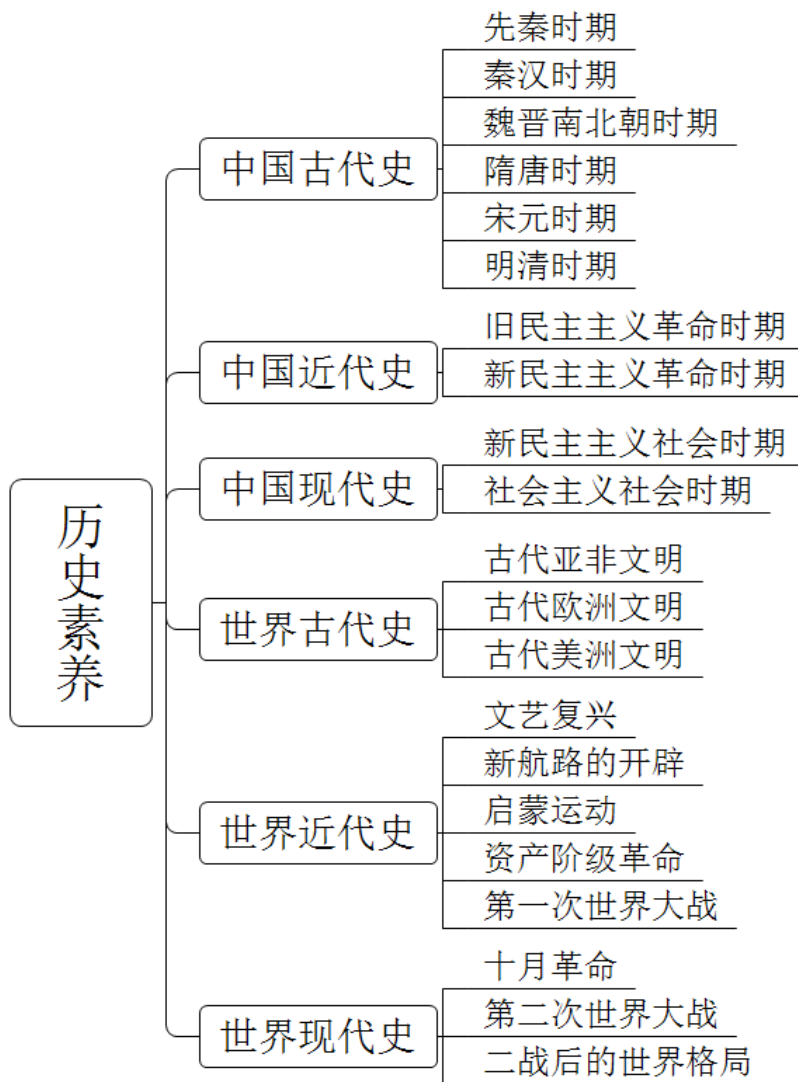 历史素养
中国古代史
先秦时期
秦汉时期
魏晋南北朝时期
隋唐时期
宋元时期
明清时期
中国近代史
旧民主主义革命时期
新民主主义革命时期
中国现代史
新民主主义社会时期
社会主义社会时期
世界古代史
古代亚非文明
古代欧洲文明
古代美洲文明
世界近代史
文艺复兴
新航路的开辟
启蒙运动
资产阶级革命
第一次世界大战
世界现代史
十月革命
第二次世界大战
二战后的世界格局